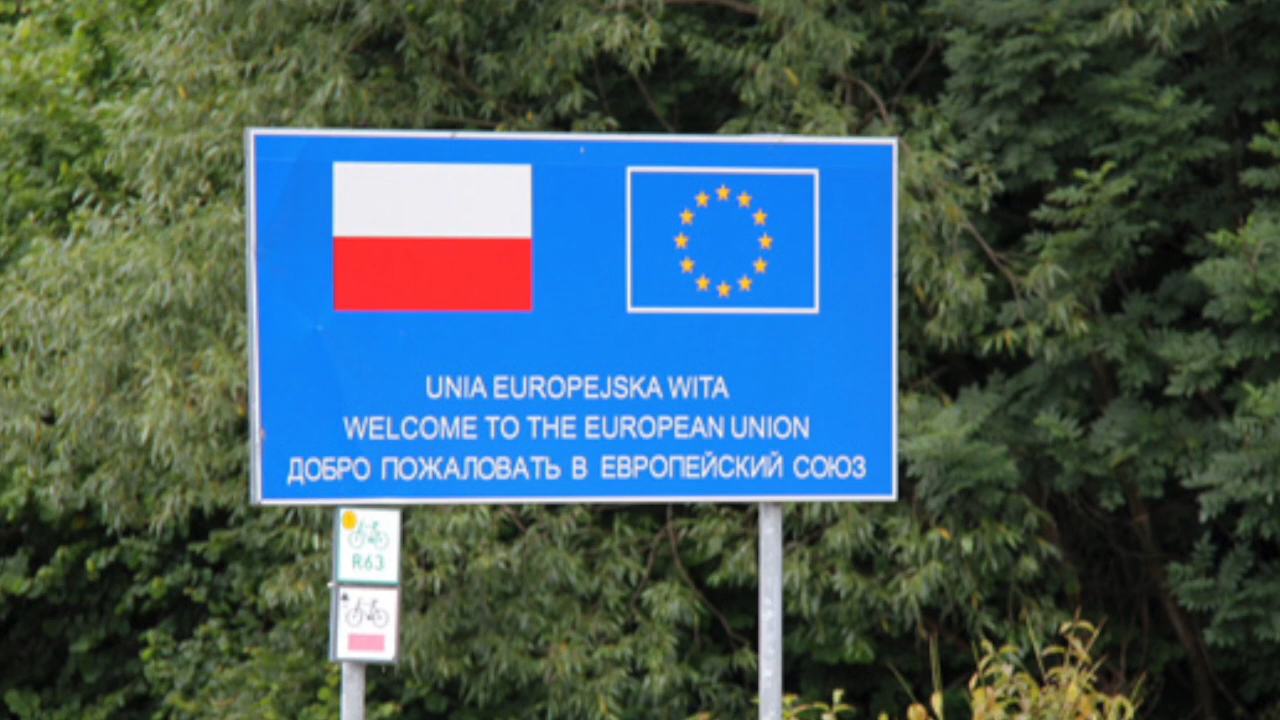 UNIA EUROPEJSKA WITA
WELCOME TO THE EUROPEAN UNION
ДОБРО ПОЖАЛОВАТЬ В ЕВРОПЕЙСКИЙ СОЮЗ
R63